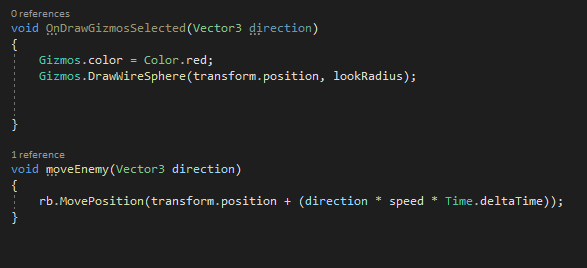 0 references
void OnDrawGizmosSelected(Vector3 direction)
{
    Gizmos.color = Color.red;
    Gizmos.DrawWireSphere(transform.position, lookRadius);
}
1 reference
void moveEnemy(Vector3 direction)
{
    rb.MovePosition(transform.position + (direction * speed * Time.deltaTime));
}